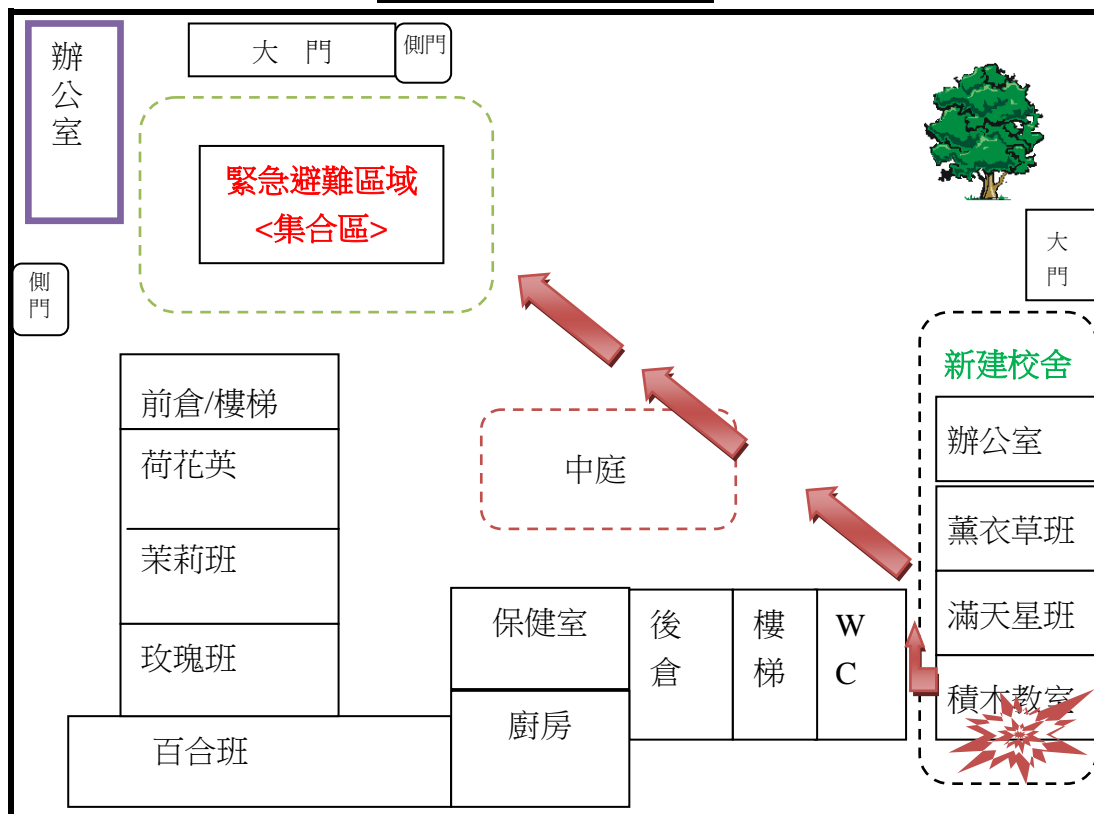 辦公室
大 門
側門
緊急避難區域
<集合區>
大門
側門
新建校舍
前倉/樓梯
辦公室
荷花英
中庭
薰衣草班
茉莉班
滿天星班
保健室
後倉
樓梯
WC
玫瑰班
積木教室
廚房
百合班